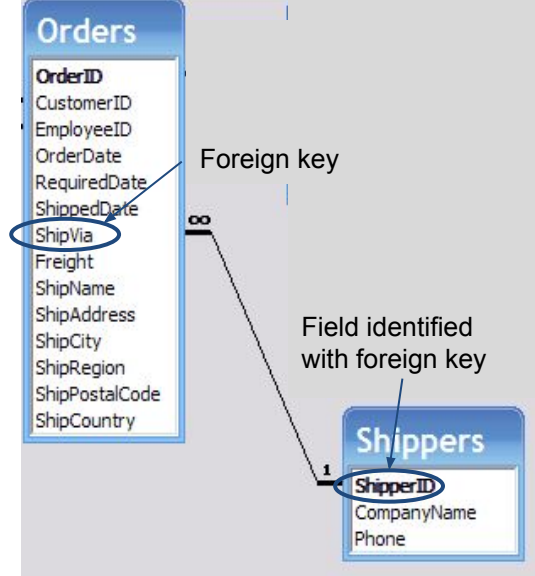 Orders
OrderID
CustomerID
EmployeeID
OrderDate
RequiredDate
ShippedDate
ShipVia
Freight
ShipName
ShipAddress
ShipCity
ShipRegion
ShipPostalCode
ShipCountry
Foreign key
∞
Field identified
with foreign key
1
Shippers
ShipperID
CompanyName
Phone